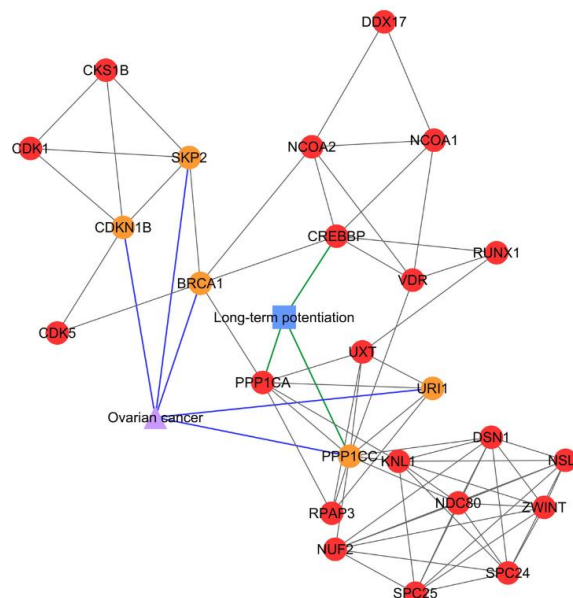 DDX17
CKS1B
NCOA2
NCOA1
CDK1
SKP2
CDKN1B
CREBBP
RUNX1
BRCA1
VDR
Long-term potentiation
CDK5
UXT
PPP1CA
URI1
Ovarian cancer
DSN1
PPP1CC
KNL1
NSL
NDC80
ZWINT
RPAP3
NUF2
SPC24
SPC25